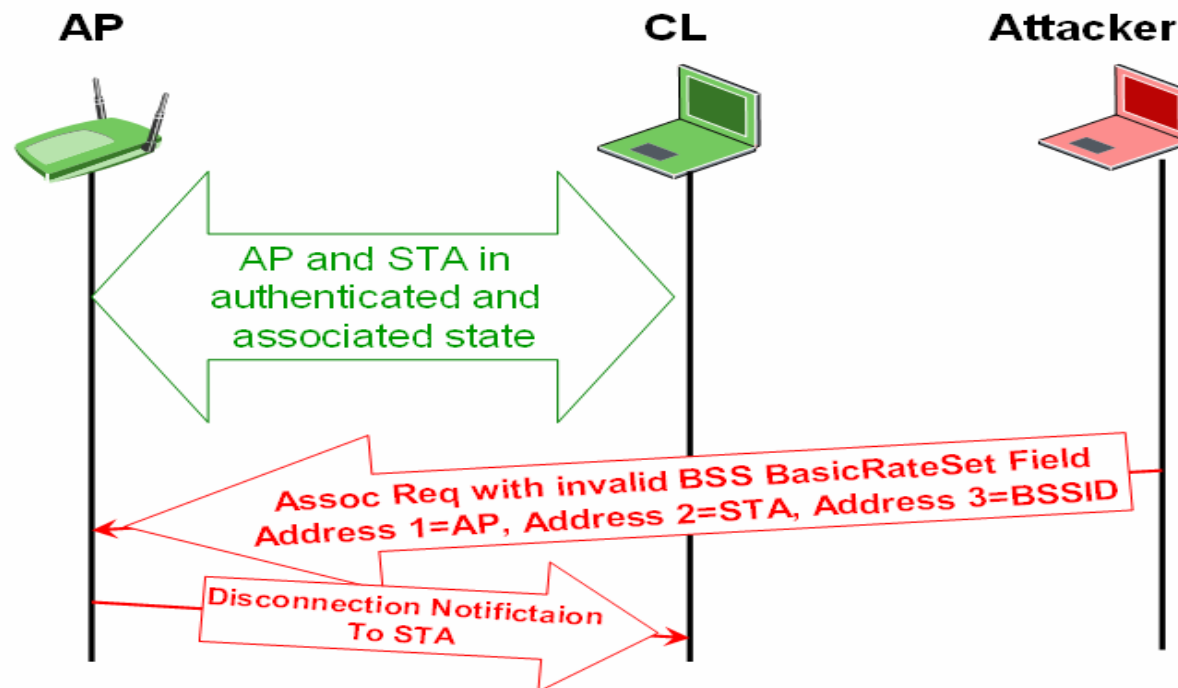 AP
CL
Attacker
AP and STA in
authenticated and
associated state
Assoc Req with invalid BSS BasicRateSet Field
Address 1=AP, Address 2=STA, Address 3=BSSID
Disconnection Notifictaion
To STA